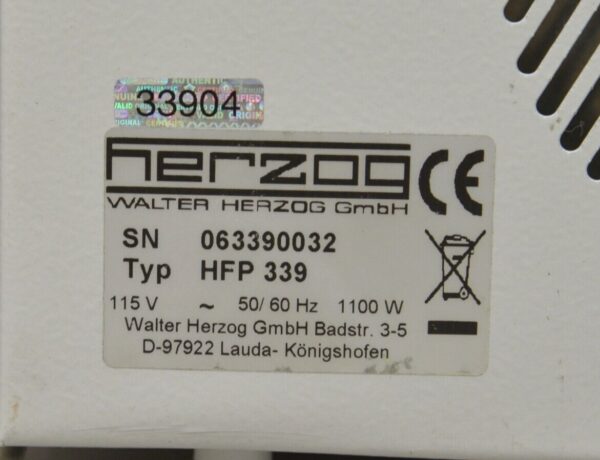 33904
herzog
WALTER HERZOG GmbH
CE
SN 063390032
Typ HFP 339
115 V ~ 50/ 60 Hz 1100 W
Walter Herzog GmbH Badstr. 3-5
D-97922 Lauda- Königshofen